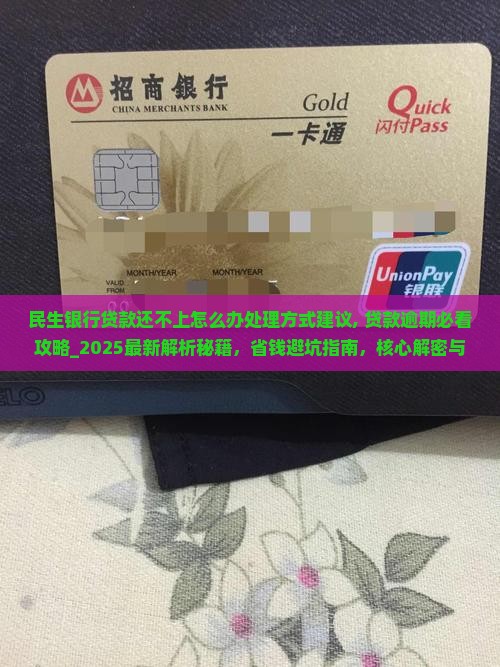 招商銀行
CHINA MERCHANTS BANK
Gold
一卡通
Quick
闪付Pass
MONTH/YEAR MONTH/YEAR
VALID
FROM
UnionPay
银联
民生银行贷款还不上怎么办处理方式建议, 贷款逾期必看
攻略_2025最新解析秘籍，省钱避坑指南，核心解密与
ELO